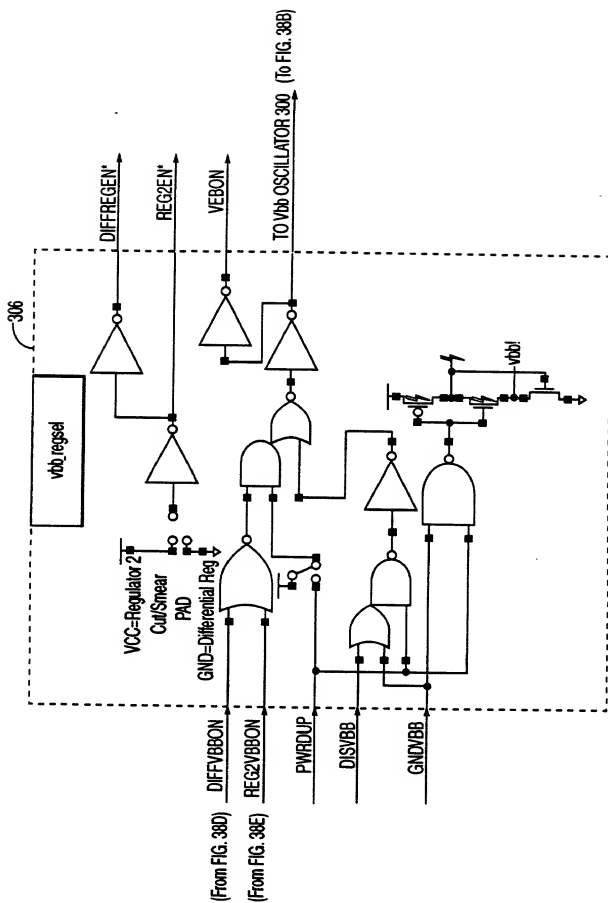 306
vbb_regsel
VCC=Regulator 2
Cut/Smear
PAD
GND=Differential Reg
DIFFREGEN*
REG2EN*
VEBON
TO Vbb OSCILLATOR 300 (To FIG. 38B)
(From FIG. 38D) DIFFVBBON
(From FIG. 38E) REG2VBBON
PWRDUP
DISVBB
GNDVBB
vbb!